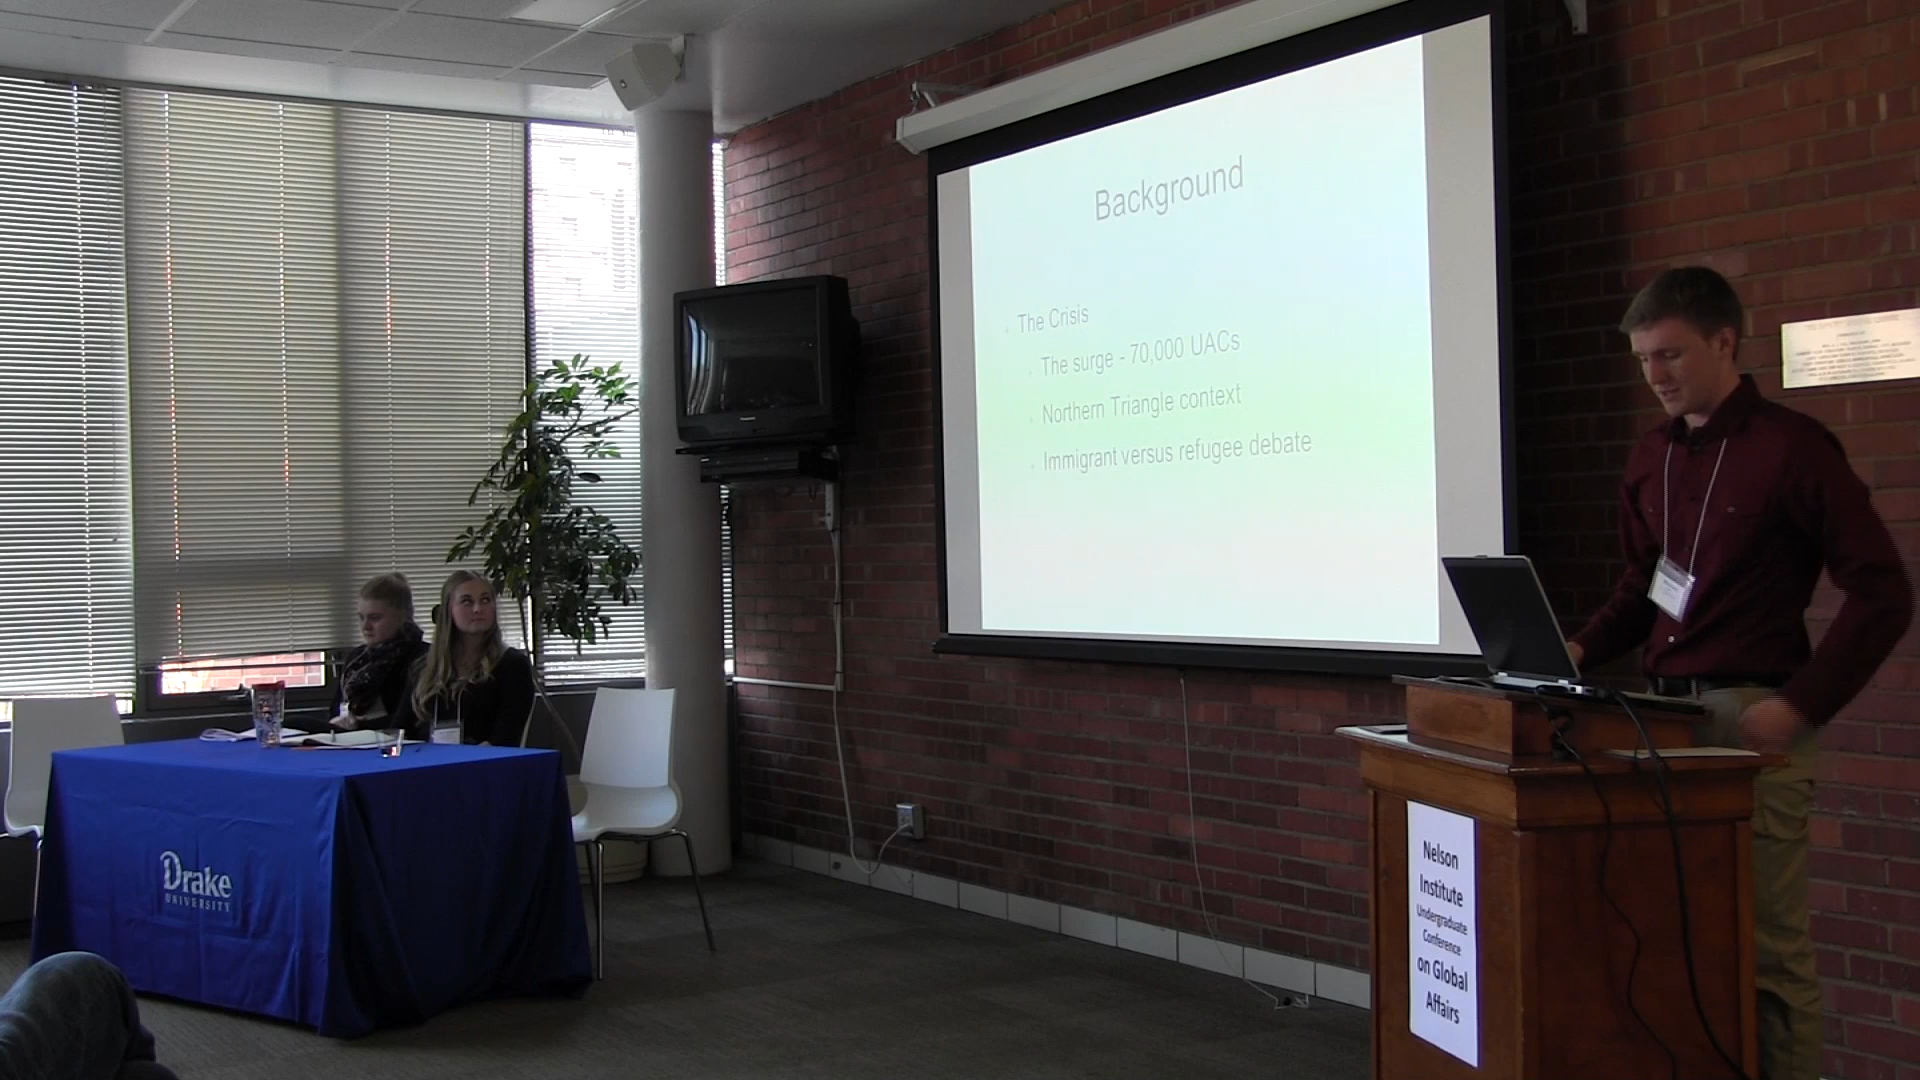 Background
The Crisis
The surge - 70,000 UACs
Northern Triangle context
Immigrant versus refugee debate
Drake
UNIVERSITY
Nelson
Institute
Undergraduate
Conference
on Global
Affairs